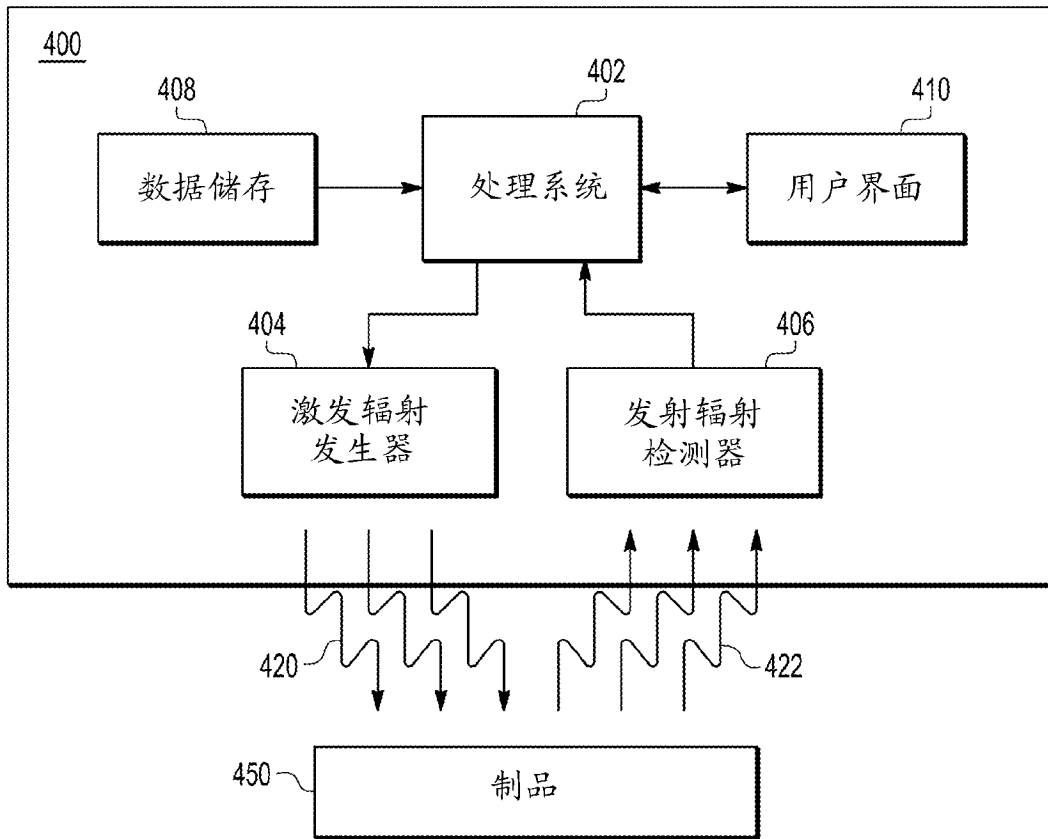 400
408
402
410
数据储存
处理系统
用户界面
404
406
激发辐射
发生器
发射辐射
检测器
420
422
450
制品